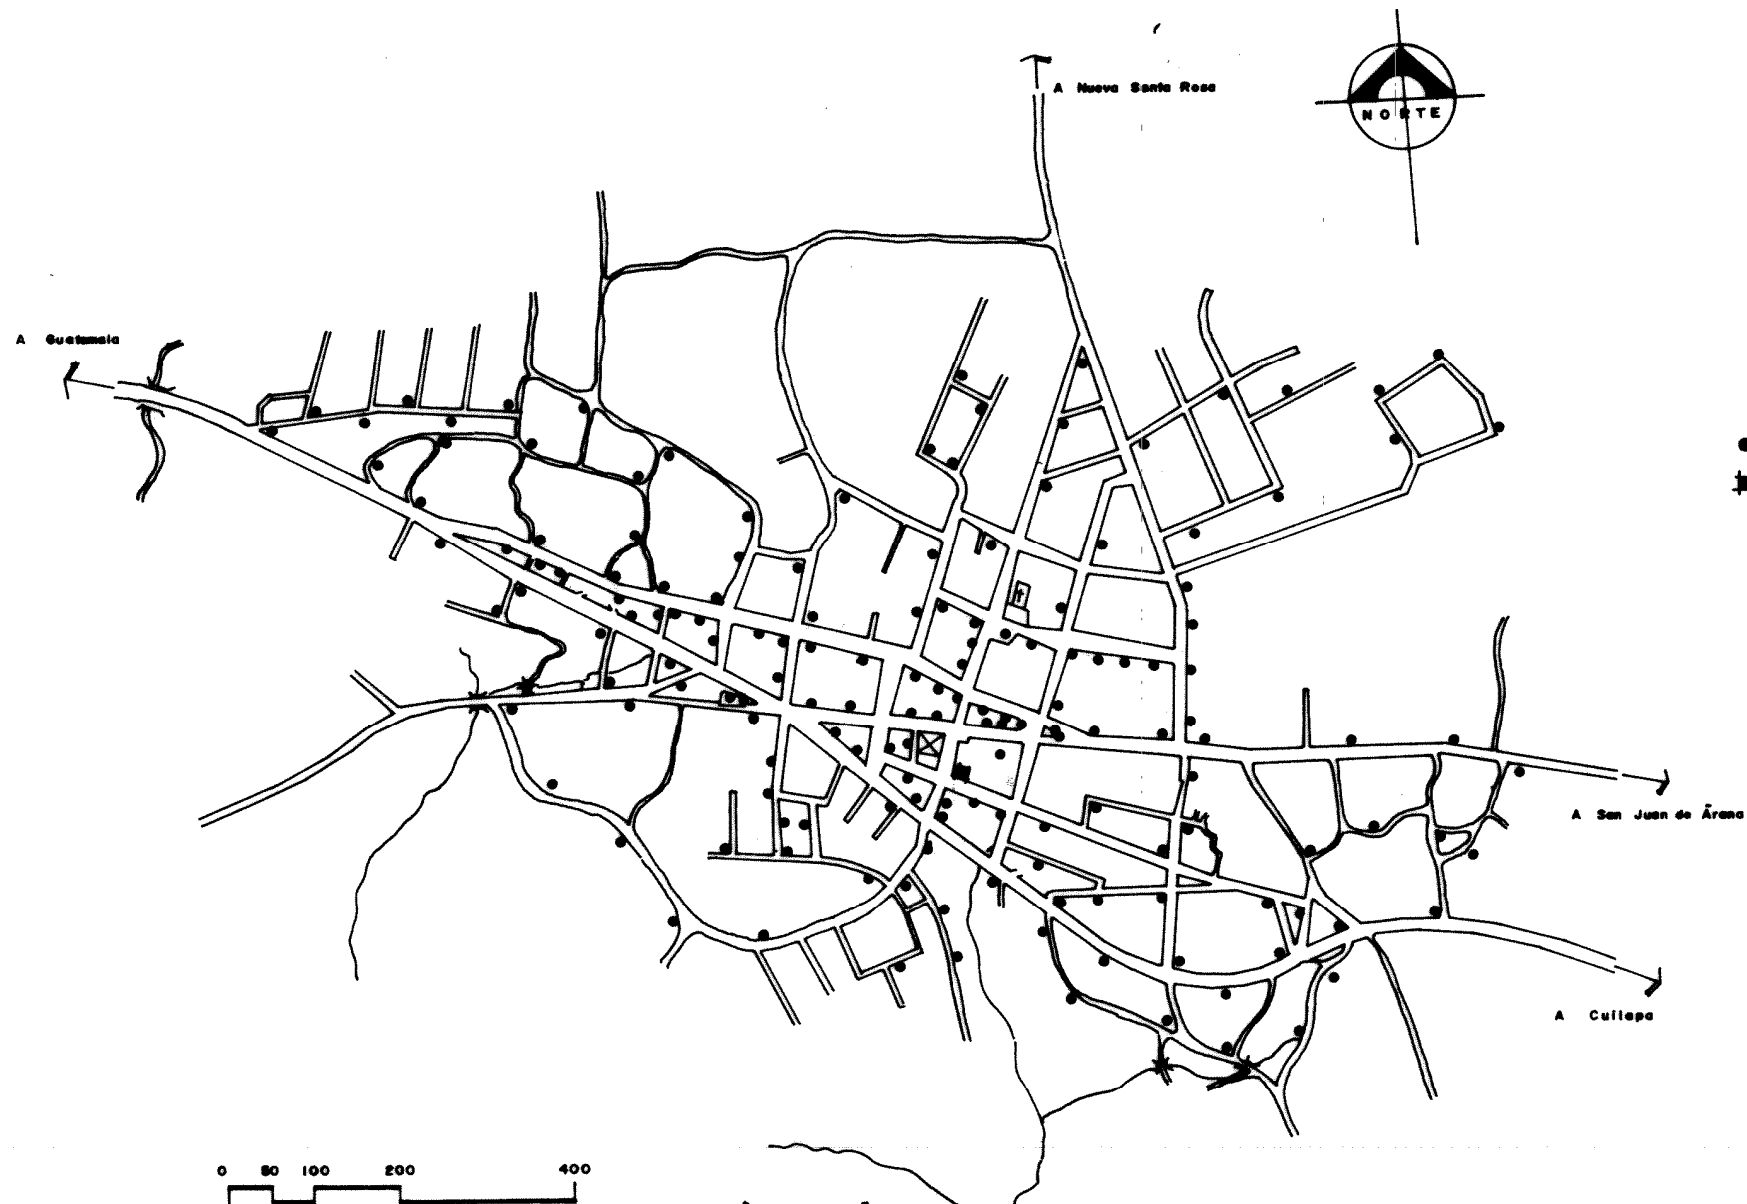 A Nueva Santa Rosa
NORTE
A Guatemala
A San Juan de Arana
A Cuilapa
0 50 100 200 400